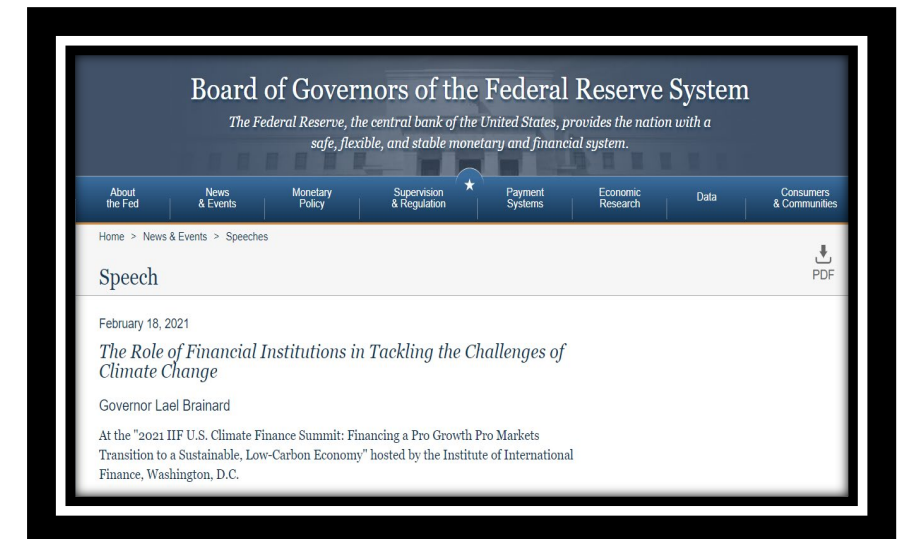 Board of Governors of the Federal Reserve System
The Federal Reserve, the central bank of the United States, provides the nation with a
safe, flexible, and stable monetary and financial system.
About the Fed
News & Events
Monetary Policy
Supervision & Regulation
Payment Systems
Economic Research
Data
Consumers & Communities
Home > News & Events > Speeches
PDF
Speech
February 18, 2021
The Role of Financial Institutions in Tackling the Challenges of
Climate Change
Governor Lael Brainard
At the "2021 IIF U.S. Climate Finance Summit: Financing a Pro Growth Pro Markets
Transition to a Sustainable, Low-Carbon Economy" hosted by the Institute of International
Finance, Washington, D.C.